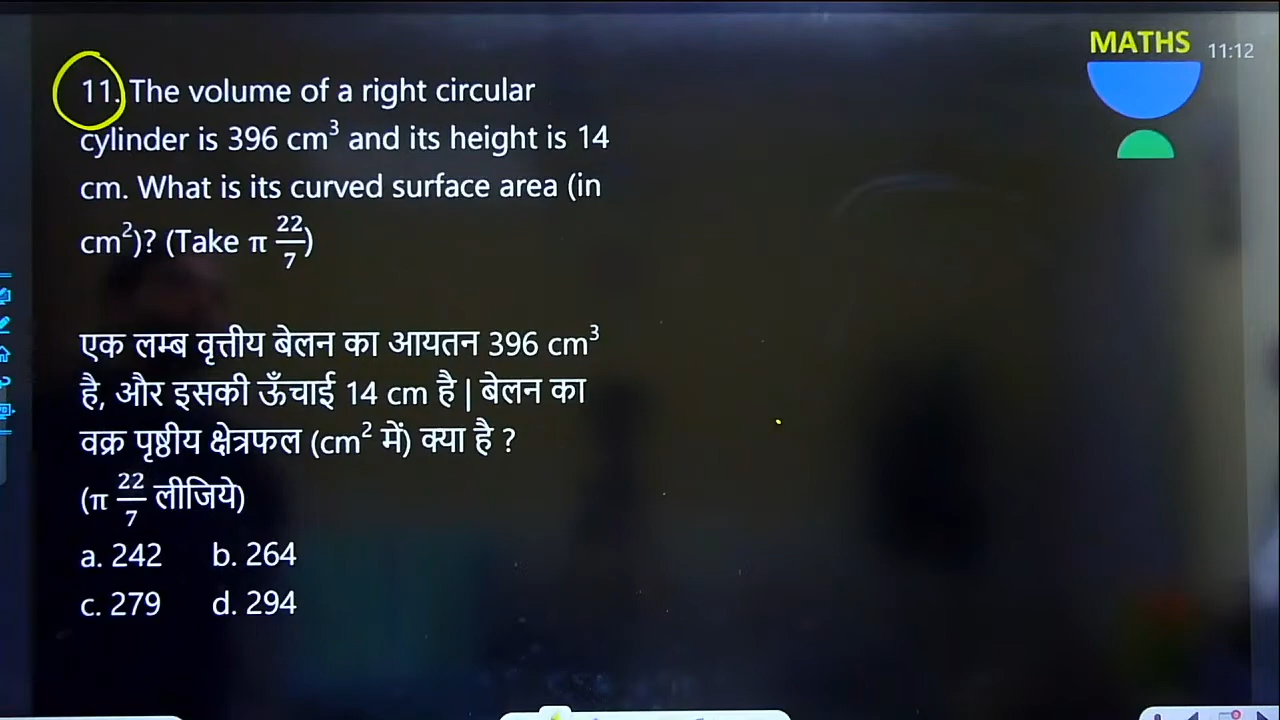 MATHS
11:12
11. The volume of a right circular
cylinder is 396 cm³ and its height is 14
cm. What is its curved surface area (in
cm²)? (Take π 22/7)
एक लम्ब वृत्तीय बेलन का आयतन 396 cm³
है, और इसकी ऊँचाई 14 cm है | बेलन का
वक्र पृष्ठीय क्षेत्रफल (cm² में) क्या है ?
(π 22/7 लीजिये)
a. 242 b. 264
c. 279 d. 294